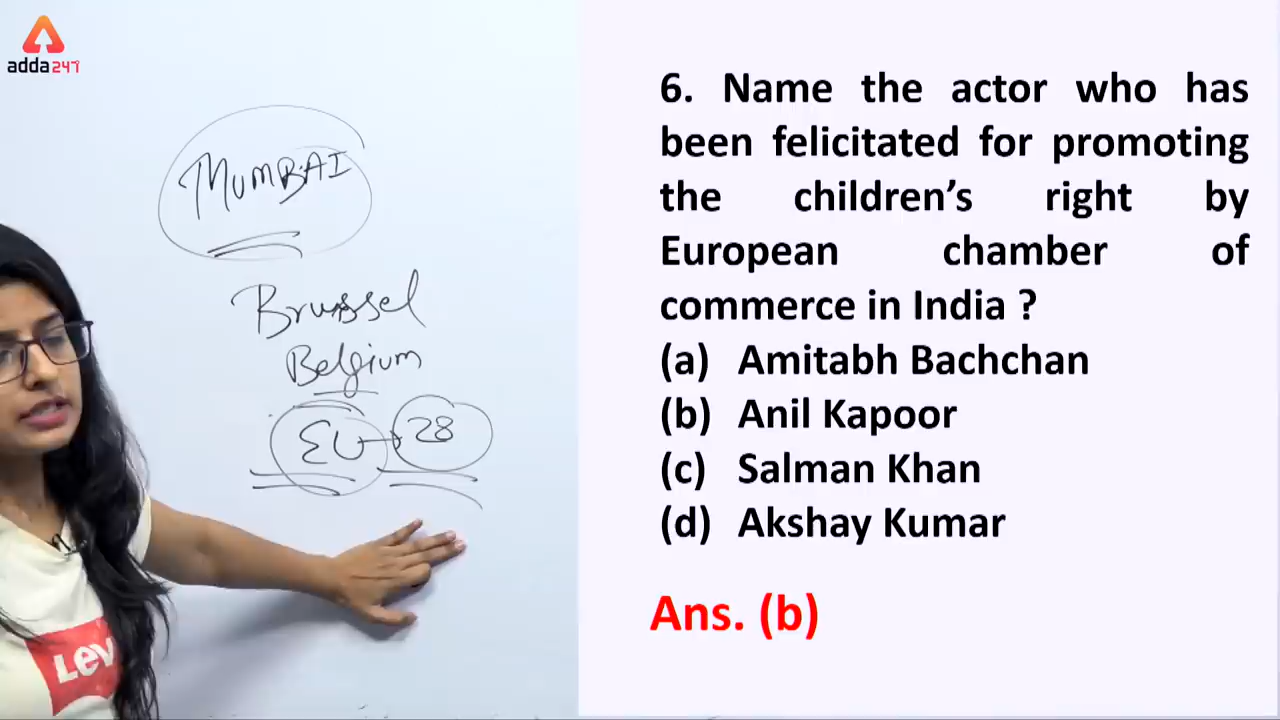 adda247
MUMBAI
Brussel
Belgium
EU → 28
Lev
6. Name the actor who has
been felicitated for promoting
the children’s right by
European chamber of
commerce in India ?
(a) Amitabh Bachchan
(b) Anil Kapoor
(c) Salman Khan
(d) Akshay Kumar
Ans. (b)